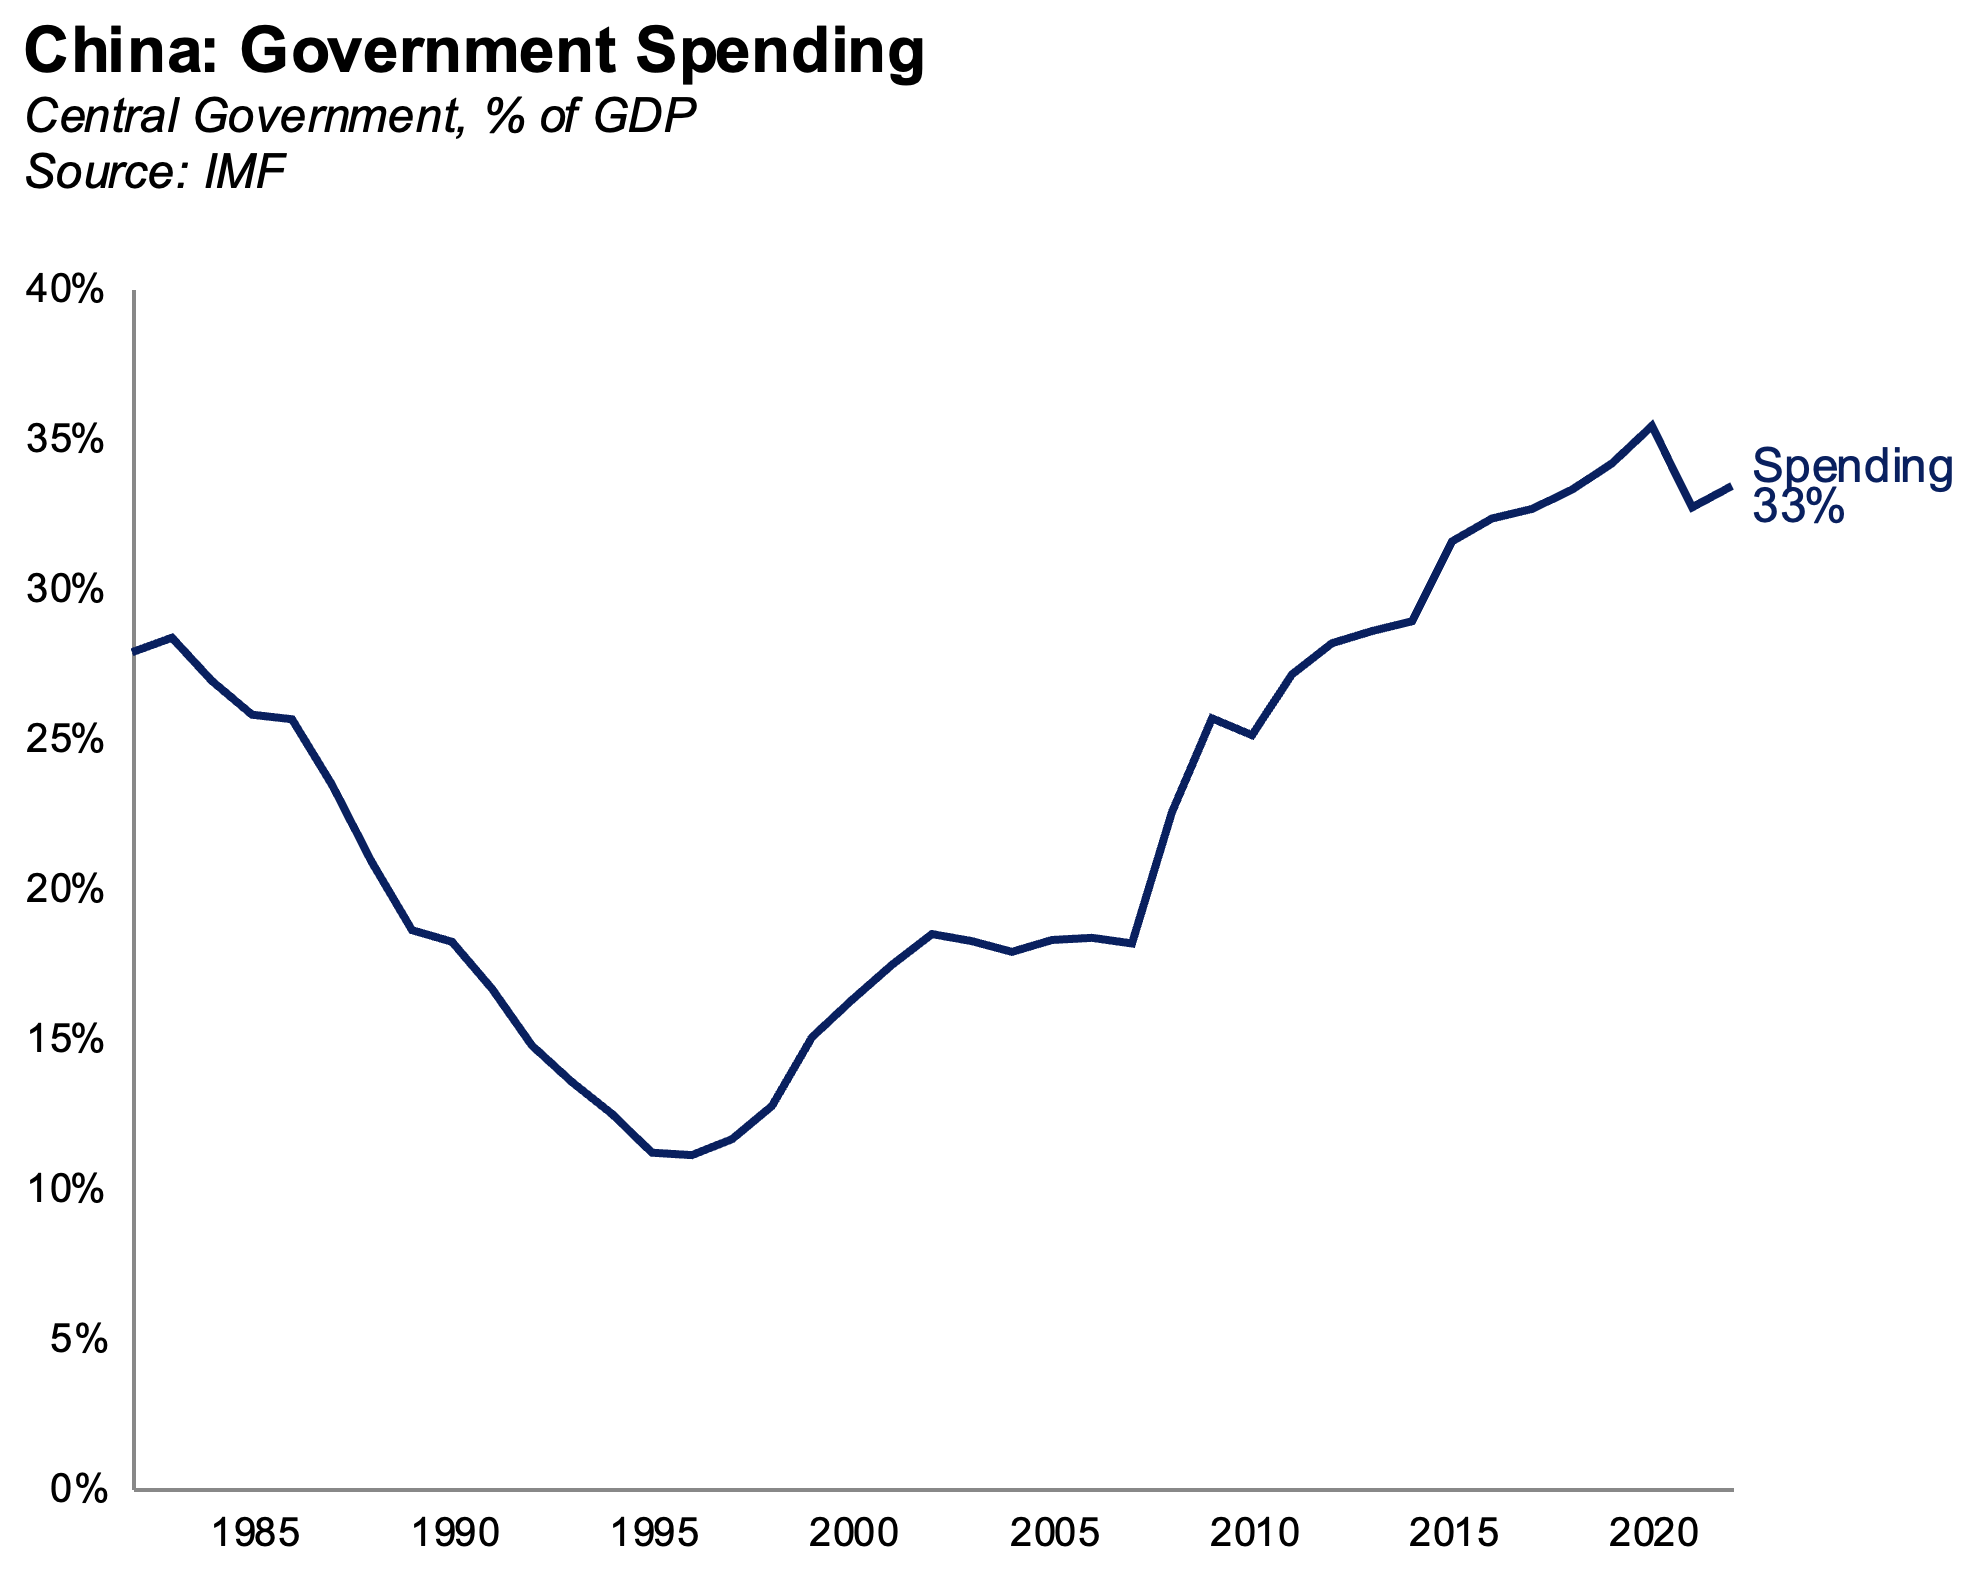 China: Government Spending
Central Government, % of GDP
Source: IMF
40%
35%
30%
25%
20%
15%
10%
5%
0%
Spending
33%
1985 1990 1995 2000 2005 2010 2015 2020